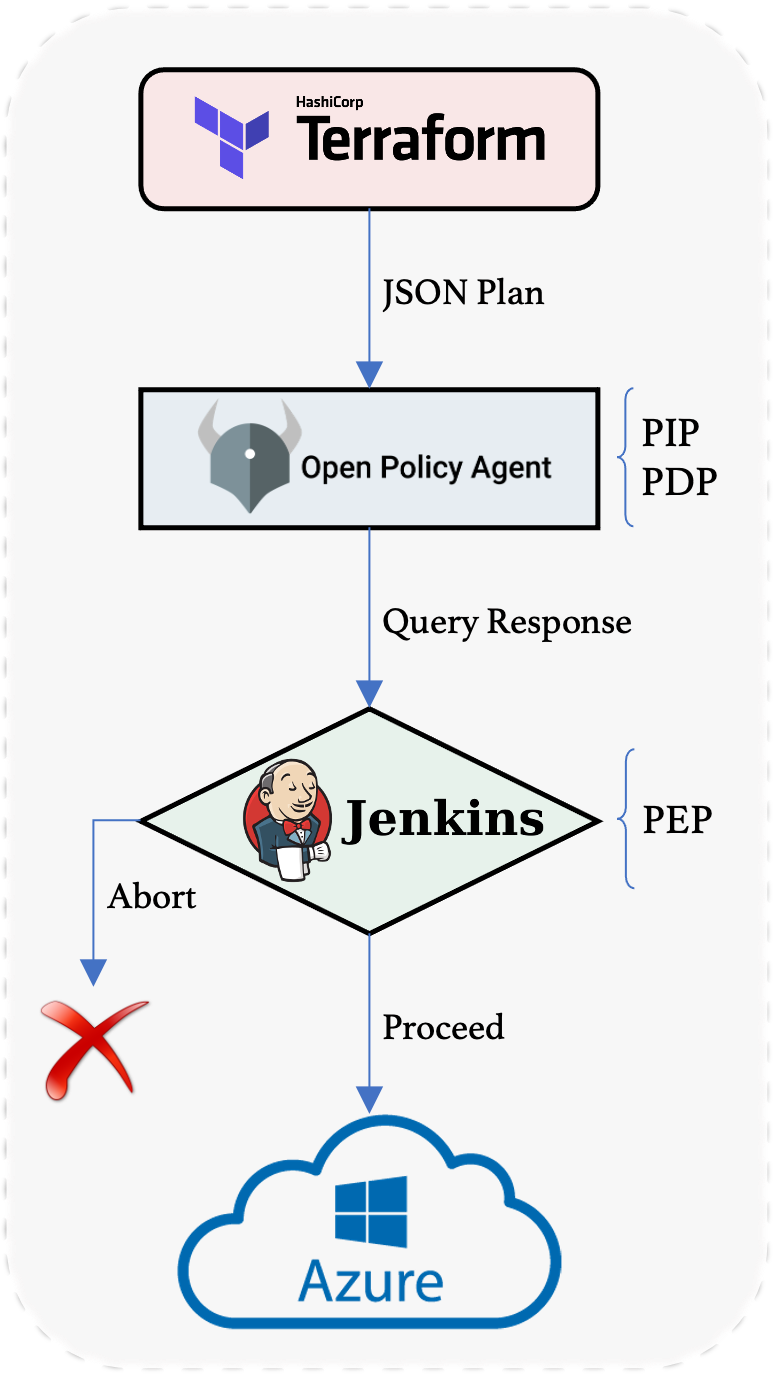 HashiCorp
Terraform
JSON Plan
Open Policy Agent
PIP
PDP
Query Response
Jenkins
PEP
Abort
Proceed
Azure